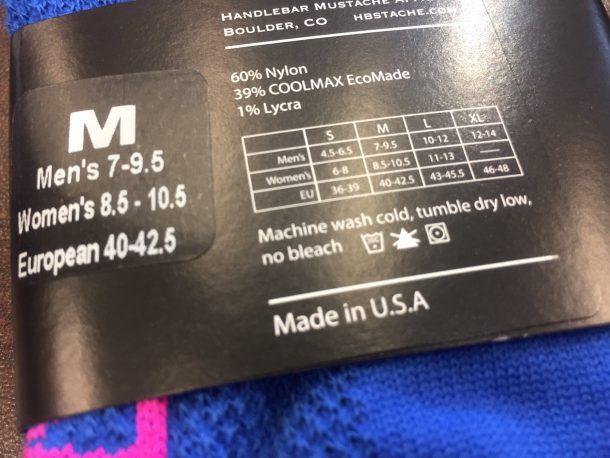 HANDLEBAR MUSTACHE
BOULDER, CO HBSTACHE.COM
60% Nylon
39% COOLMAX EcoMade
1% Lycra
M
Men's 7-9.5
Women's 8.5 - 10.5
European 40-42.5
S M L XL
Men's 4.5-6.5 7-9.5 10-12 12-14
Women's 6-8 8.5-10.5 11-13 —
EU 36-39 40-42.5 43-45.5 46-48
Machine wash cold, tumble dry low,
no bleach
Made in U.S.A